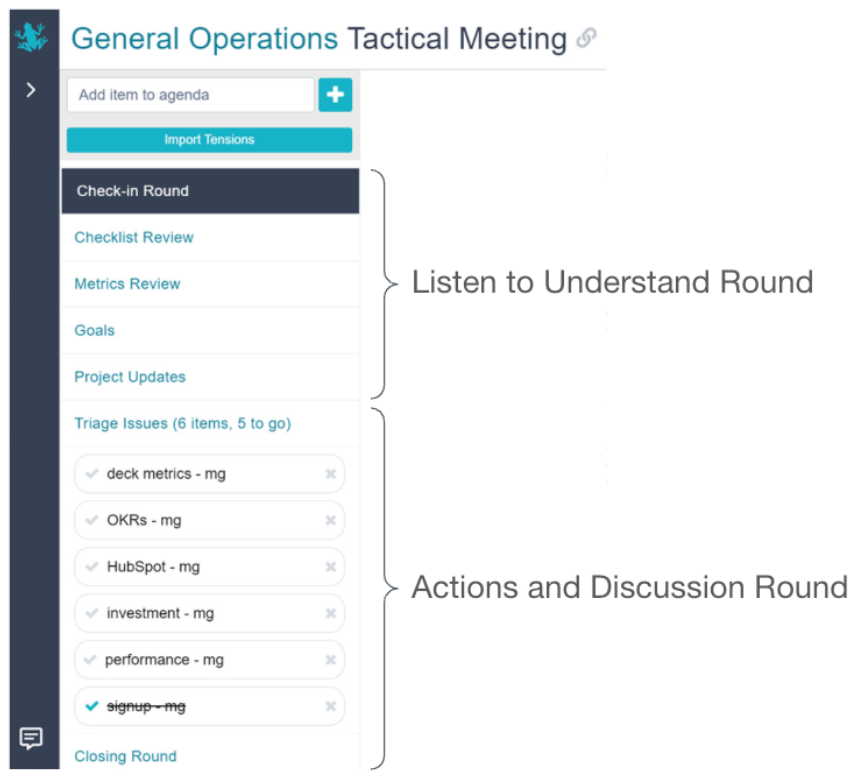 General Operations Tactical Meeting
Add item to agenda
Import Tensions
Check-in Round
Checklist Review
Metrics Review
Goals
Project Updates
Listen to Understand Round
Triage Issues (6 items, 5 to go)
deck metrics - mg
OKRs - mg
HubSpot - mg
investment - mg
performance - mg
signup - mg
Closing Round
Actions and Discussion Round